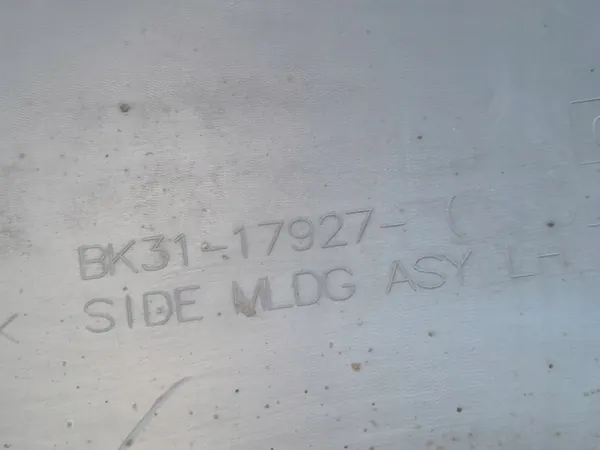 BK31-17927-
SIDE MLDG ASY L-